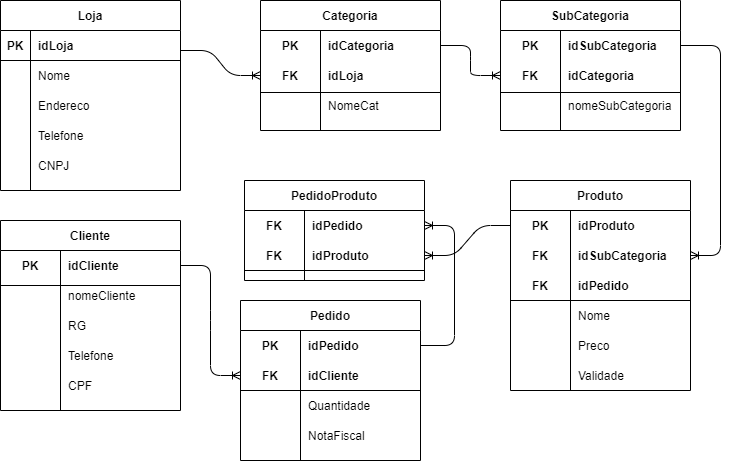 Loja
PK idLoja
Nome
Endereco
Telefone
CNPJ
Categoria
PK idCategoria
FK idLoja
NomeCat
SubCategoria
PK idSubCategoria
FK idCategoria
nomeSubCategoria
PedidoProduto
FK idPedido
FK idProduto
Produto
PK idProduto
FK idSubCategoria
FK idPedido
Nome
Preco
Validade
Cliente
PK idCliente
nomeCliente
RG
Telefone
CPF
Pedido
PK idPedido
FK idCliente
Quantidade
NotaFiscal